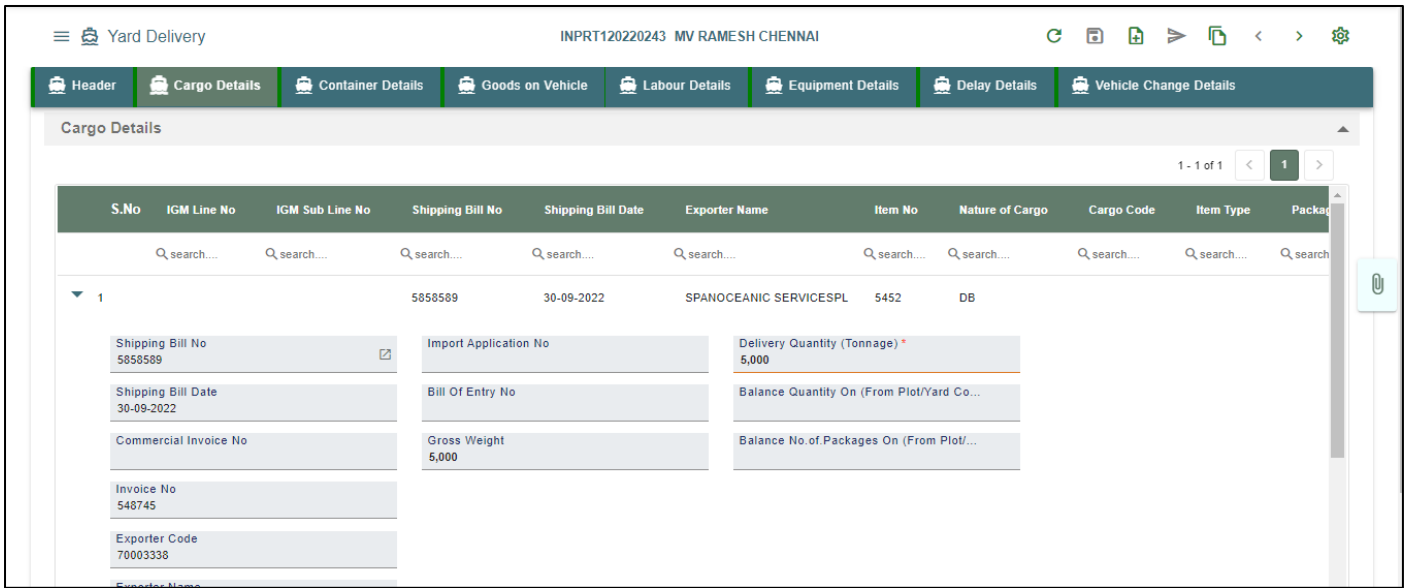 Yard Delivery INPRT120220243 MV RAMESH CHENNAI
Header Cargo Details Container Details Goods on Vehicle Labour Details Equipment Details Delay Details Vehicle Change Details
Cargo Details
1 - 1 of 1 < 1 >
S.No IGM Line No IGM Sub Line No Shipping Bill No Shipping Bill Date Exporter Name Item No Nature of Cargo Cargo Code Item Type Packag
search.... search.... search.... search.... search.... search.... search.... search.... search.... search
1 5858589 30-09-2022 SPANOCEANIC SERVICESPL 5452 DB
Shipping Bill No Import Application No Delivery Quantity (Tonnage) *
5858589 5,000
Shipping Bill Date Bill Of Entry No Balance Quantity On (From Plot/Yard Co...
30-09-2022
Commercial Invoice No Gross Weight Balance No.of.Packages On (From Plot/...
5,000
Invoice No
548745
Exporter Code
70003338
Exporter Name